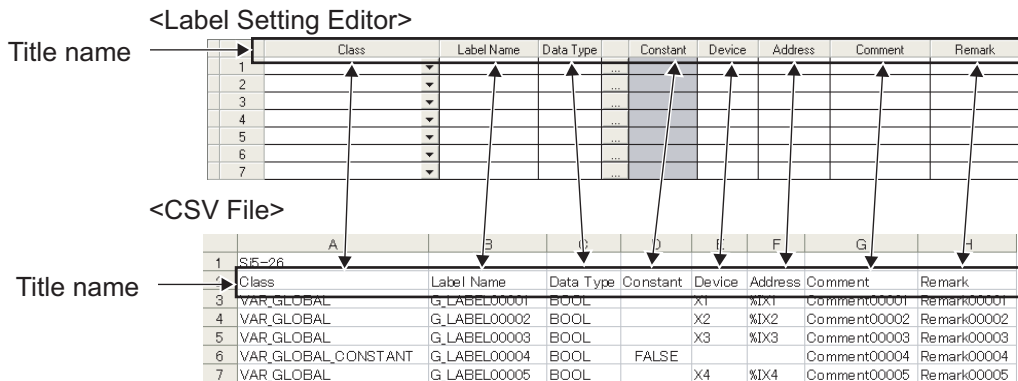 <Label Setting Editor>
Title name
Class Label Name Data Type Constant Device Address Comment Remark
1 ...
2 ...
3 ...
4 ...
5 ...
6 ...
7 ...
<CSV File>
A B C D E F G H
1 Sj5-26
Title name
2 Class Label Name Data Type Constant Device Address Comment Remark
3 VAR_GLOBAL G_LABEL00001 BOOL X1 %IX1 Comment00001 Remark00001
4 VAR_GLOBAL G_LABEL00002 BOOL X2 %IX2 Comment00002 Remark00002
5 VAR_GLOBAL G_LABEL00003 BOOL X3 %IX3 Comment00003 Remark00003
6 VAR_GLOBAL_CONSTANT G_LABEL00004 BOOL FALSE Comment00004 Remark00004
7 VAR_GLOBAL G_LABEL00005 BOOL X4 %IX4 Comment00005 Remark00005